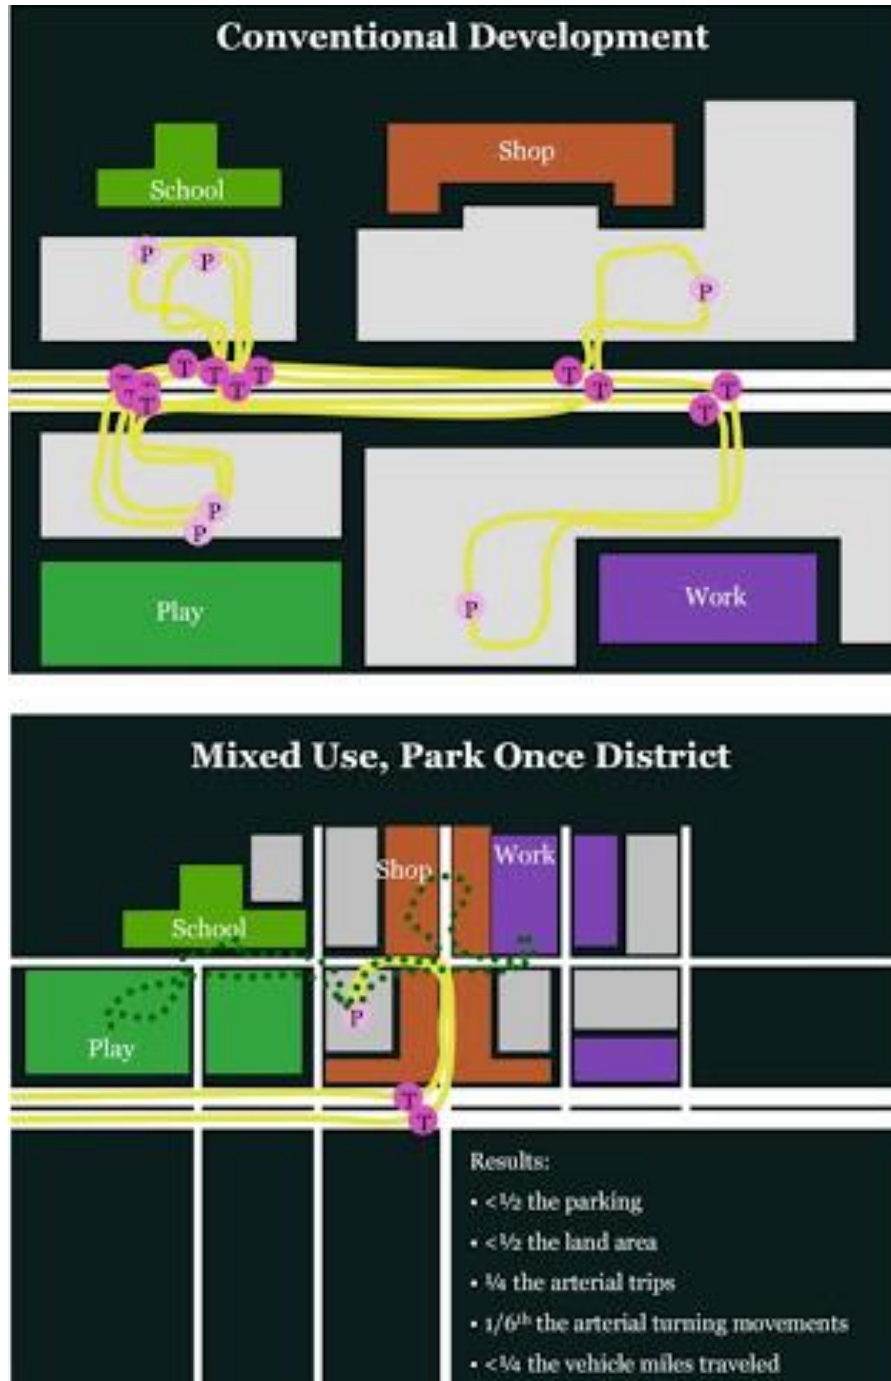 Conventional Development
School
Shop
P
P
P
T
T
T
T
T
T
T
T
T
T
T
T
P
P
P
Play
Work
Mixed Use, Park Once District
Shop
Work
School
P
Play
T
T
Results:
• <½ the parking
• <½ the land area
• ¼ the arterial trips
• 1/6th the arterial turning movements
• <¼ the vehicle miles traveled